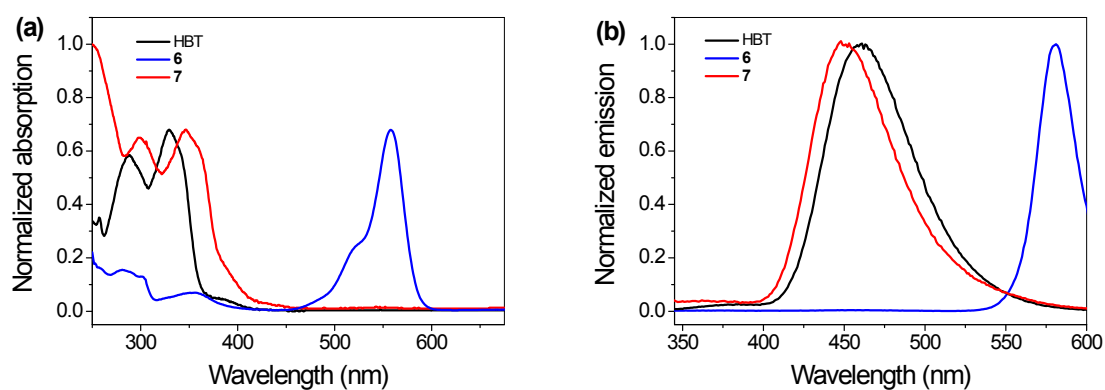 (a)
HBT
6
7
1.0
0.8
0.6
0.4
0.2
0.0
Normalized absorption
300 400 500 600
Wavelength (nm)
(b)
HBT
6
7
1.0
0.8
0.6
0.4
0.2
0.0
Normalized emission
350 400 450 500 550 600
Wavelength (nm)